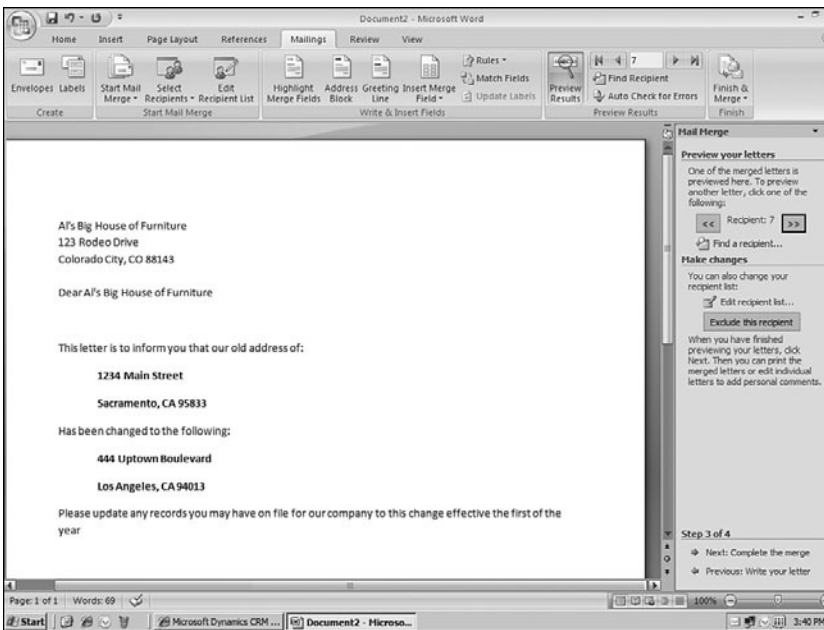 Document2 - Microsoft Word
Home Insert Page Layout References Mailings Review View
Envelopes Labels
Create
Start Mail Merge Select Recipients Edit Recipient List
Start Mail Merge
Highlight Merge Fields Address Block Greeting Line Insert Merge Field
Rules
Match Fields
Update Labels
Write & Insert Fields
Preview Results
7
Find Recipient
Auto Check for Errors
Preview Results
Finish & Merge
Finish
Al's Big House of Furniture
123 Rodeo Drive
Colorado City, CO 88143
Dear Al's Big House of Furniture
This letter is to inform you that our old address of:
1234 Main Street
Sacramento, CA 95833
Has been changed to the following:
444 Uptown Boulevard
Los Angeles, CA 94013
Please update any records you may have on file for our company to this change effective the first of the
year
Mail Merge
Preview your letters
One of the merged letters is
previewed here. To preview
another letter, click one of the
following:
<< Recipient: 7 >>
Find a recipient...
Make changes
You can also change your
recipient list:
Edit recipient list...
Exclude this recipient
When you have finished
previewing your letters, click
Next. Then you can print the
merged letters or edit individual
letters to add personal comments.
Step 3 of 4
Next: Complete the merge
Previous: Write your letter
Page: 1 of 1 Words: 69
100%
Start
Microsoft Dynamics CRM ...
Document2 - Microso...
3:40 PM